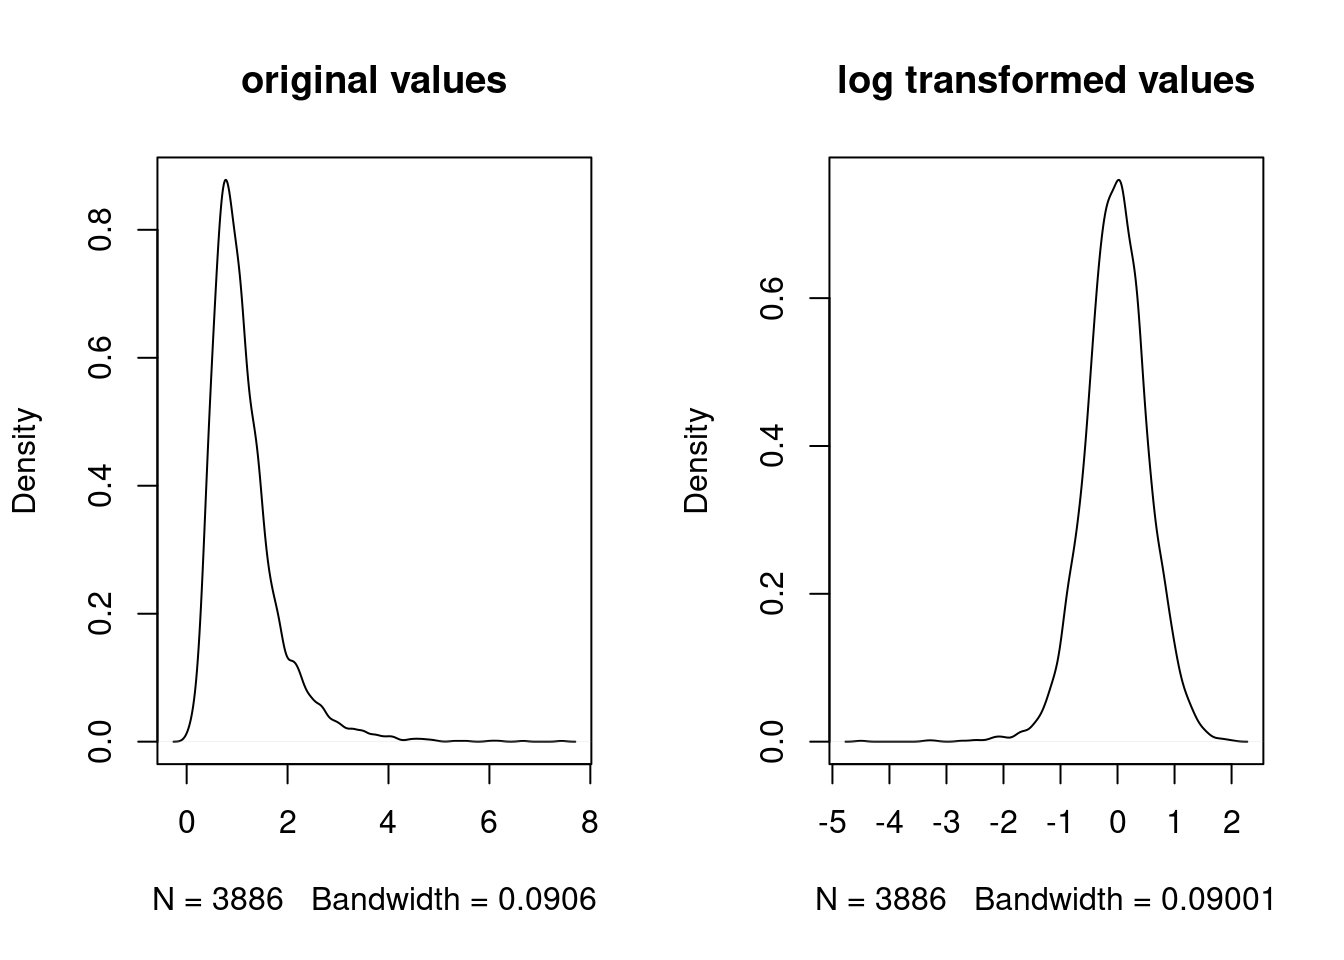 original values
Density
0.0 0.2 0.4 0.6 0.8
0 2 4 6 8
N = 3886 Bandwidth = 0.0906
log transformed values
Density
0.0 0.2 0.4 0.6
-5 -4 -3 -2 -1 0 1 2
N = 3886 Bandwidth = 0.09001